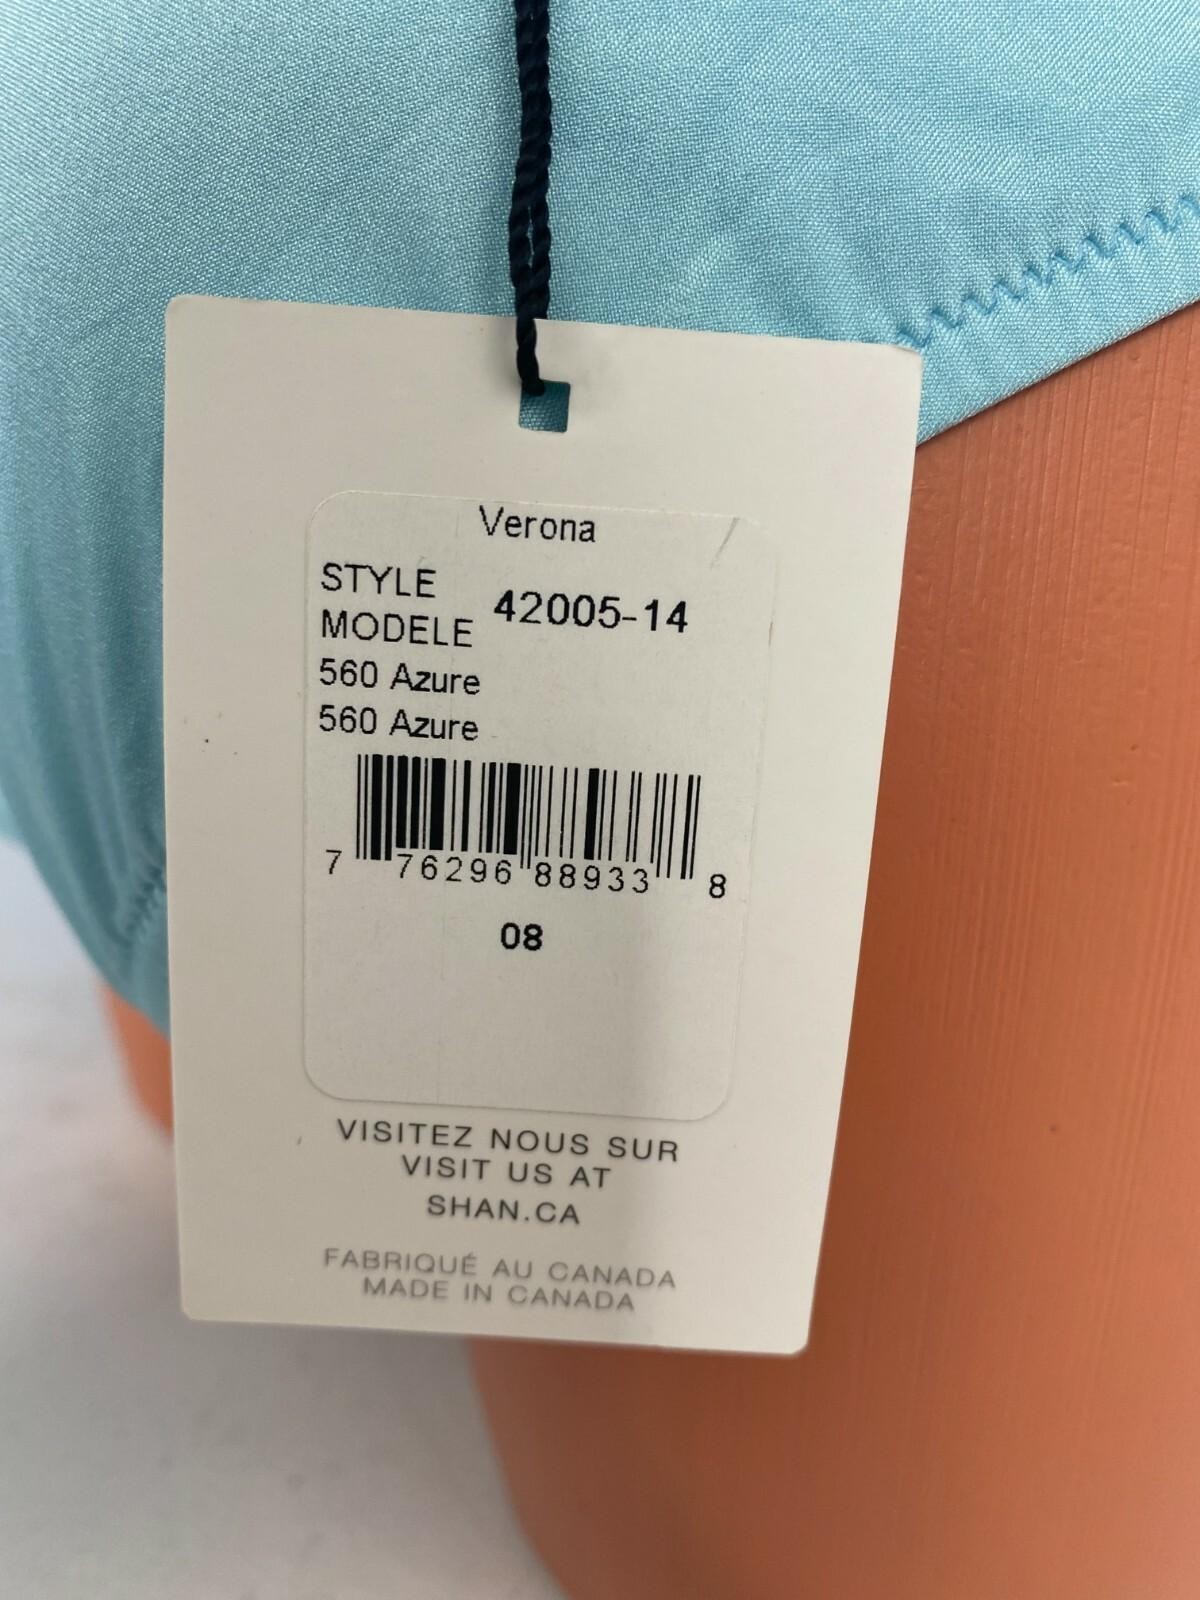 Verona
STYLE
MODELE
42005-14
560 Azure
560 Azure
7 76296 88933 8
08
VISITEZ NOUS SUR
VISIT US AT
SHAN.CA
FABRIQUÉ AU CANADA
MADE IN CANADA